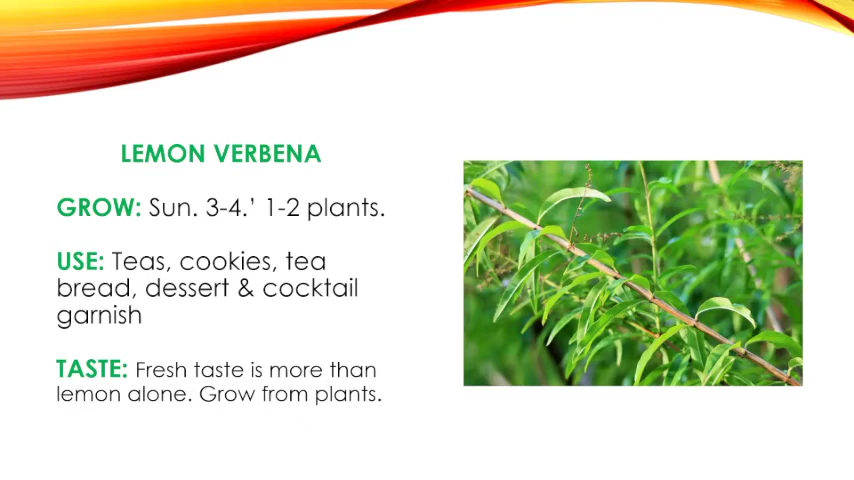 LEMON VERBENA
GROW: Sun. 3-4.’ 1-2 plants.
USE: Teas, cookies, tea
bread, dessert & cocktail
garnish
TASTE: Fresh taste is more than
lemon alone. Grow from plants.